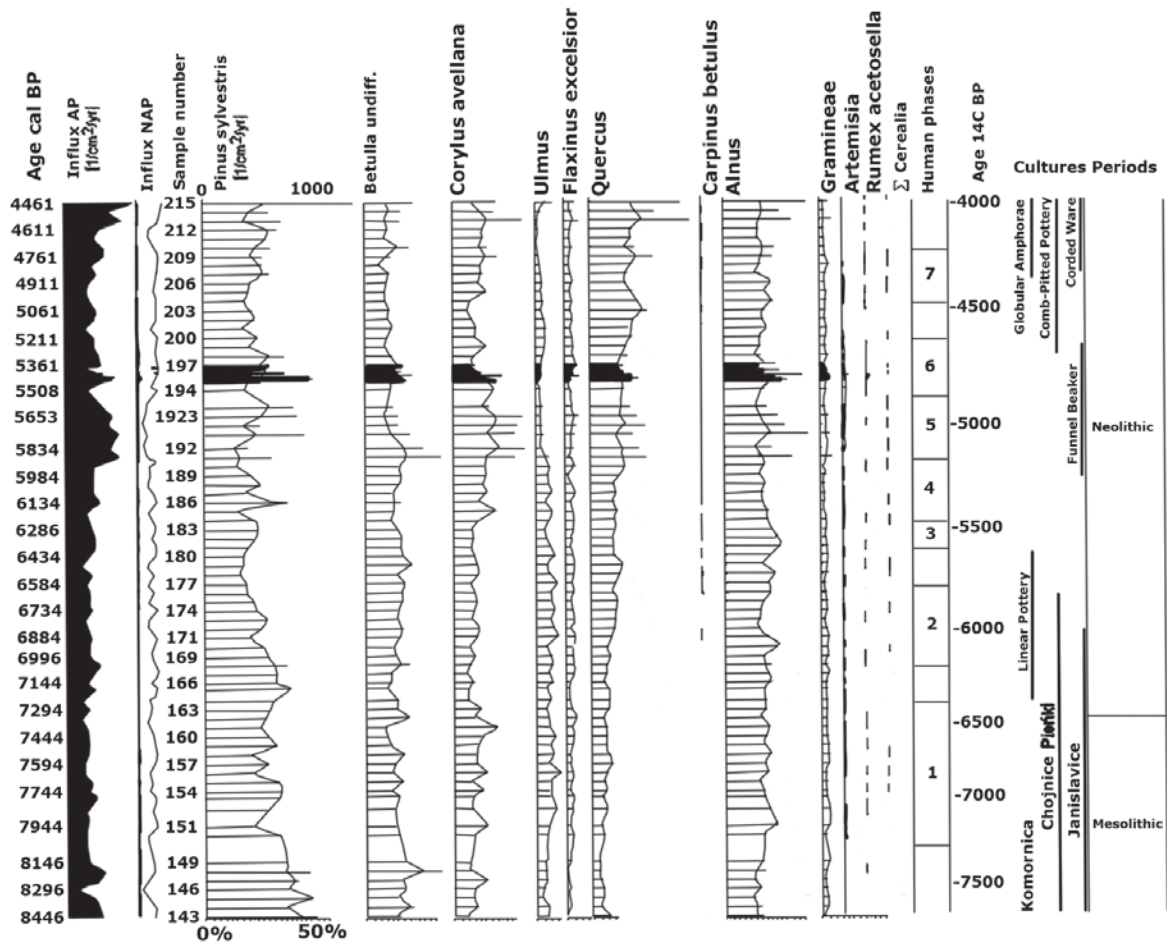 Age cal BP
Influx AP
[1/cm2/yr]
Influx NAP
Sample number
Pinus sylvestris
[1/cm2/yr]
0 1000
Betulla undiff.
Corylus avellana
Ulmus
Flaxinus excelsior
Quercus
Carpinus betulus
Alnus
Gramineae
Artemisia
Rumex acetosella
Σ Cerealia
Human phases
Age 14C BP
Cultures Periods
4461 215 -4000
4611 212
4761 209
4911 206
-4500
5061 203
5211 200
5361 197
5508 194
5653 1923 -5000
5834 192
5984 189
6134 186
6286 183 -5500
6434 180
6584 177
6734 174
6884 171 -6000
6996 169
7144 166
7294 163 -6500
7444 160
7594 157
7744 154 -7000
7944 151
8146 149
8296 146 -7500
8446 143
0% 50%
7
6
5
4
3
2
1
Globular Amphorae
Comb-Pitted Pottery
Corded Ware
Funnel Beaker
Neolithic
Linear Pottery
Komornica
Chojnice
Janislavice
Mesolithic